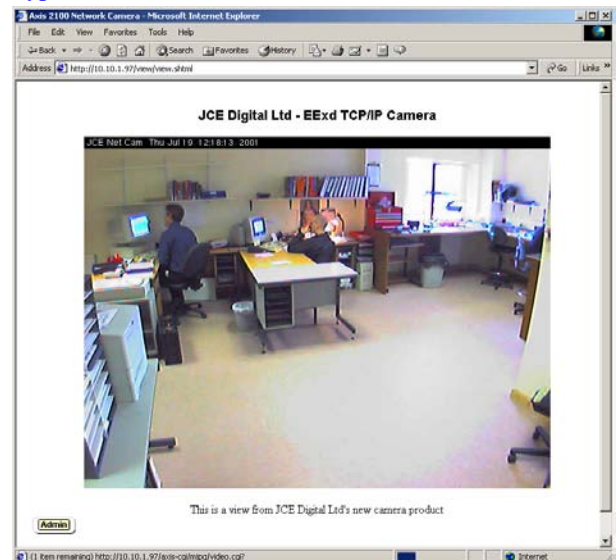 Axis 2100 Network Camera - Microsoft Internet Explorer
File Edit View Favorites Tools Help
Back Search Favorites History
Address http://10.10.1.97/view/view.shtml Go Links »
JCE Digital Ltd - EExd TCP/IP Camera
JCE Net Cam Thu Jul 19 12:18:13 2001
This is a view from JCE Digital Ltd's new camera product
Admin
(1 item remaining) http://10.10.1.97/axis-cgi/mjpg/video.cgi? Internet